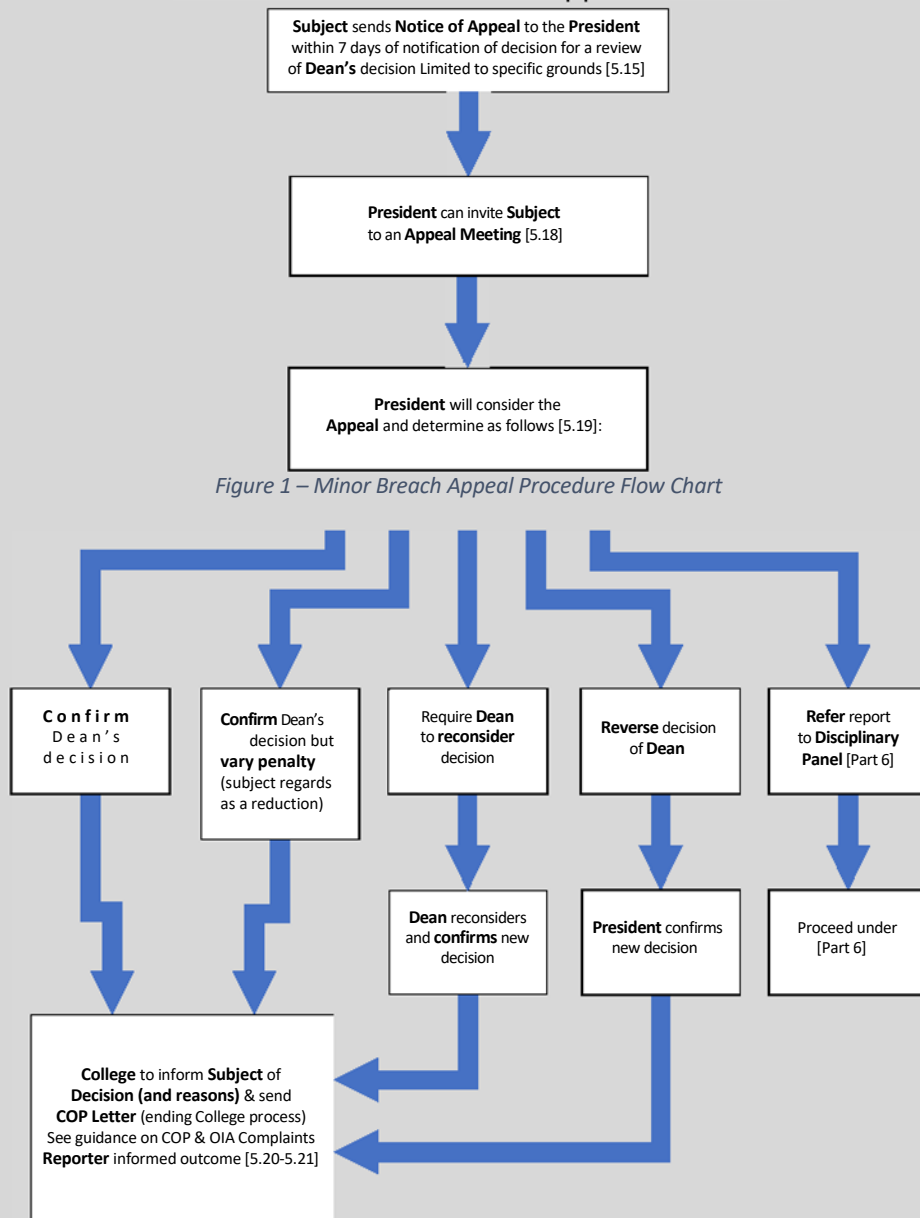 Subject sends Notice of Appeal to the President
within 7 days of notification of decision for a review
of Dean's decision Limited to specific grounds [5.15]
President can invite Subject
to an Appeal Meeting [5.18]
President will consider the
Appeal and determine as follows [5.19]:
Figure 1 – Minor Breach Appeal Procedure Flow Chart
Confirm
Dean's
decision
Confirm Dean's
decision but
vary penalty
(subject regards
as a reduction)
Require Dean
to reconsider
decision
Reverse decision
of Dean
Refer report
to Disciplinary
Panel [Part 6]
Dean reconsiders
and confirms new
decision
President confirms
new decision
Proceed under
[Part 6]
College to inform Subject of
Decision (and reasons) & send
COP Letter (ending College process)
See guidance on COP & OIA Complaints
Reporter informed outcome [5.20-5.21]